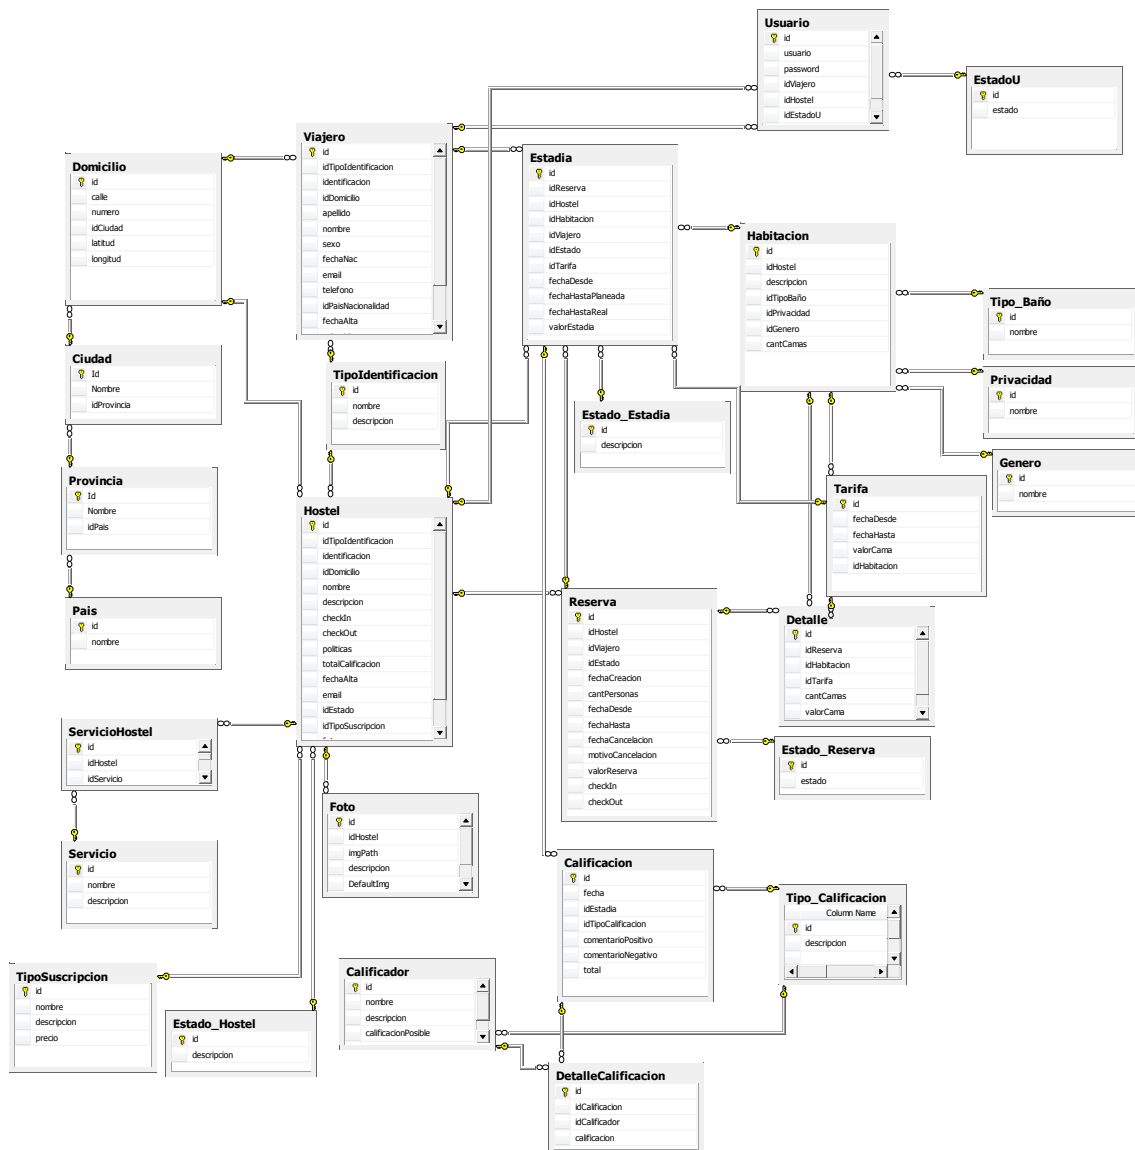 Usuario
id
usuario
password
idViajero
idHostel
idEstadoU
EstadoU
id
estado
Viajero
id
idTipoIdentificacion
identificacion
idDomicilio
apellido
nombre
sexo
fechaNac
email
telefono
idPaisNacionalidad
fechaAlta
Domicilio
id
calle
numero
idCiudad
latitud
longitud
Estadia
id
idReserva
idHostel
idHabitacion
idViajero
idEstado
idTarifa
fechaDesde
fechaHastaPlaneada
fechaHastaReal
valorEstadia
Habitacion
id
idHostel
descripcion
idTipoBaño
idPrivacidad
idGenero
cantCamas
Tipo_Baño
id
nombre
Ciudad
Id
Nombre
idProvincia
TipoIdentificacion
id
nombre
descripcion
Privacidad
id
nombre
Estado_Estadia
id
descripcion
Genero
id
nombre
Provincia
Id
Nombre
idPais
Tarifa
id
fechaDesde
fechaHasta
valorCama
idHabitacion
Hostel
id
idTipoIdentificacion
identificacion
idDomicilio
nombre
descripcion
checkIn
checkOut
politicas
totalCalificacion
fechaAlta
email
idEstado
idTipoSuscripcion
Pais
id
nombre
Reserva
id
idHostel
idViajero
idEstado
fechaCreacion
cantPersonas
fechaDesde
fechaHasta
fechaCancelacion
motivoCancelacion
valorReserva
checkIn
checkOut
Detalle
id
idReserva
idHabitacion
idTarifa
cantCamas
valorCama
ServicioHostel
id
idHostel
idServicio
Estado_Reserva
id
estado
Foto
id
idHostel
imgPath
descripcion
DefaultImg
Servicio
id
nombre
descripcion
Calificacion
id
fecha
idEstadia
idTipoCalificacion
comentarioPositivo
comentarioNegativo
total
Tipo_Calificacion
Column Name
id
descripcion
TipoSuscripcion
id
nombre
descripcion
precio
Calificador
id
nombre
descripcion
calificacionPosible
Estado_Hostel
id
descripcion
DetalleCalificacion
id
idCalificacion
idCalificador
calificacion